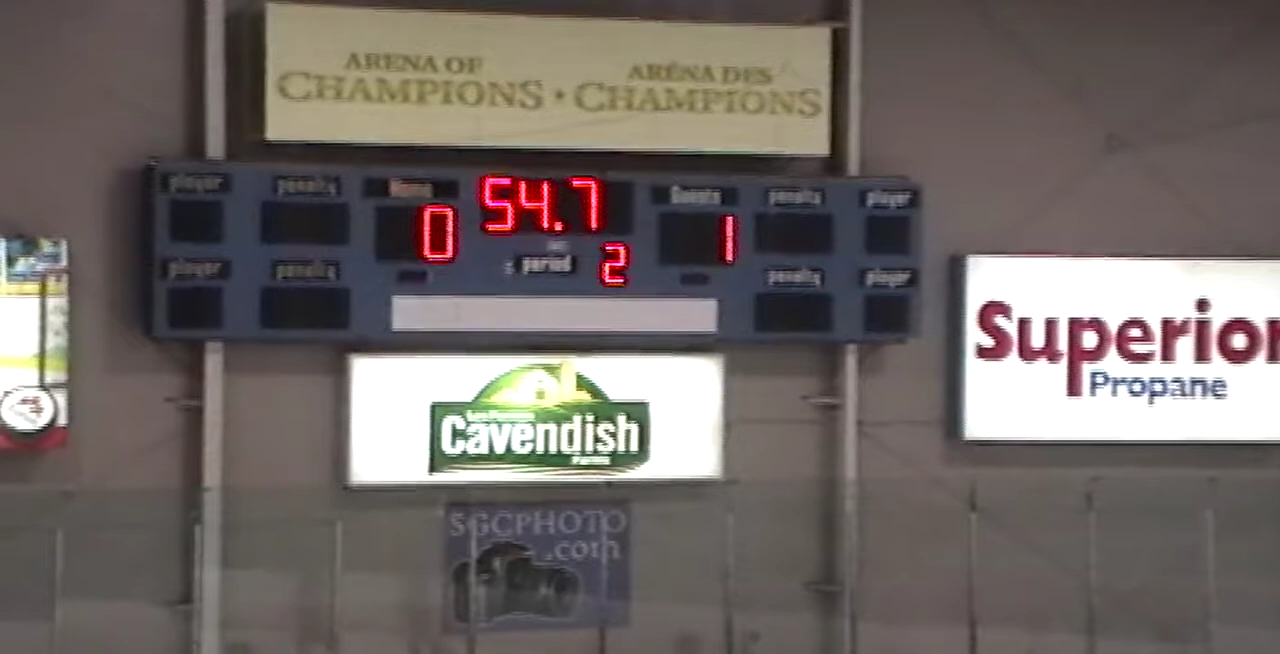 ARENA OF
CHAMPIONS • 
ARÉNA DES
CHAMPIONS
player
penalty
Home
54.7
Guests
penalty
player
0
1
player
penalty
period
2
penalty
player
Cavendish
Farms
Superior
Propane
SGCPHOTO
.com